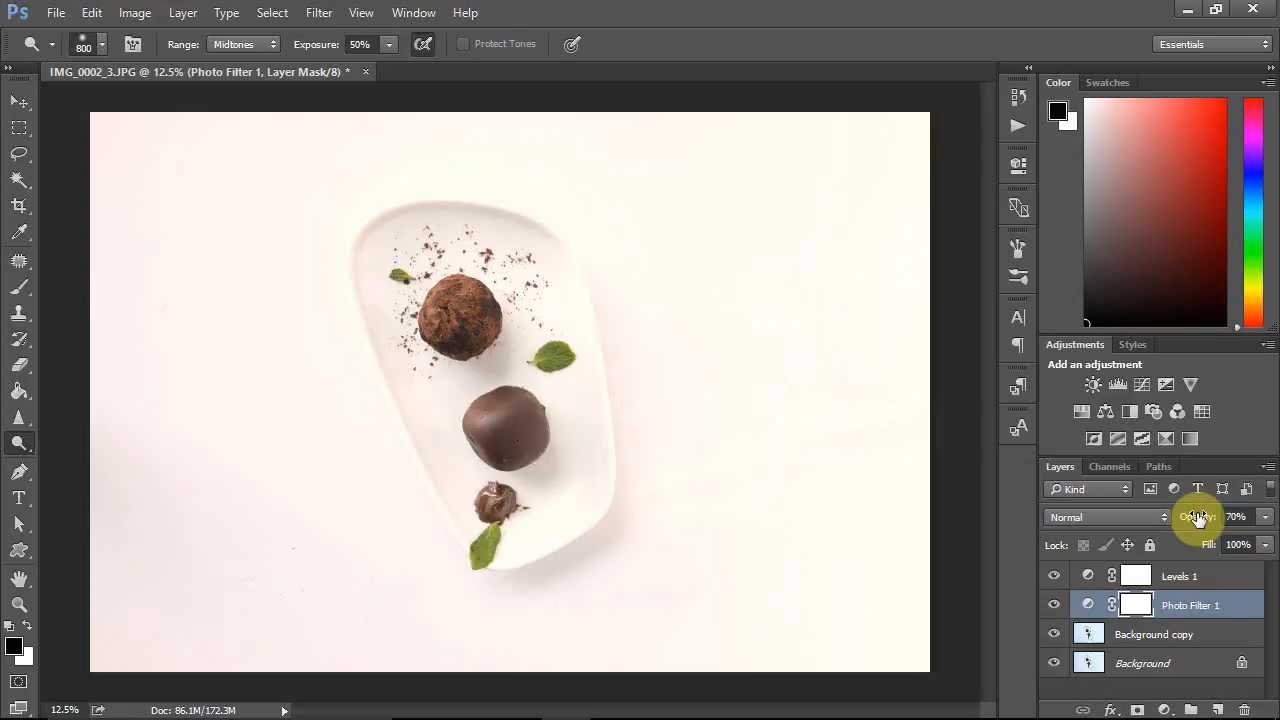 Ps File Edit Image Layer Type Select Filter View Window Help
800 Range: Midtones Exposure: 50% Protect Tones Essentials
IMG_0002_3.JPG @ 12.5% (Photo Filter 1, Layer Mask/8) *
Color Swatches
Adjustments Styles
Add an adjustment
Layers Channels Paths
Kind
Normal Opacity: 70%
Lock: Fill: 100%
Levels 1
Photo Filter 1
Background copy
Background
12.5% Doc: 86.1M/172.3M